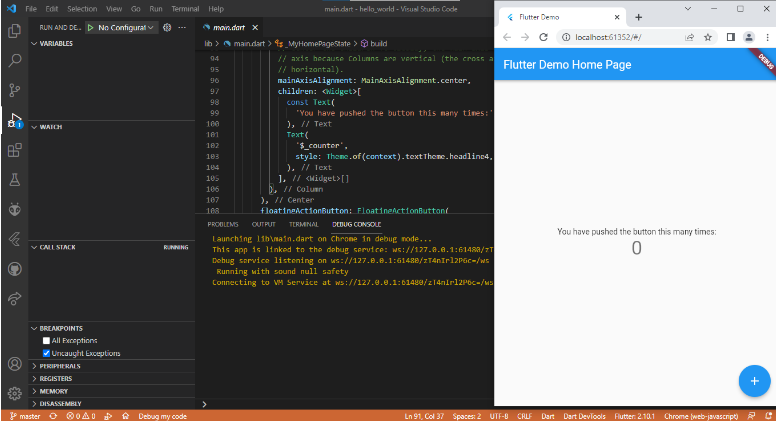 File Edit Selection View Go Run Terminal Help
main.dart - hello_world - Visual Studio Code
RUN AND DE... No Configurat
VARIABLES
WATCH
CALL STACK RUNNING
BREAKPOINTS
All Exceptions
Uncaught Exceptions
PERIPHERALS
REGISTERS
MEMORY
DISASSEMBLY
1
main.dart
lib > main.dart > _MyHomePageState > build
94 // axis because Columns are vertical (the cross a
95 // horizontal).
96 mainAxisAlignment: MainAxisAlignment.center,
97 children: <Widget>[
98 const Text(
99 'You have pushed the button this many times:'
100 ), // Text
101 Text(
102 '$_counter',
103 style: Theme.of(context).textTheme.headline4,
104 ), // Text
105 ], // <Widget>[]
106 ), // Column
107 ), // Center
108 floatingActionButton: FloatingActionButton(
PROBLEMS OUTPUT TERMINAL DEBUG CONSOLE
Launching lib\main.dart on Chrome in debug mode...
This app is linked to the debug service: ws://127.0.0.1:61480/zT
Debug service listening on ws://127.0.0.1:61480/zT4nIrl2P6c=/ws
Running with sound null safety
Connecting to VM Service at ws://127.0.0.1:61480/zT4nIrl2P6c=/ws
Flutter Demo
localhost:61352/#/
Flutter Demo Home Page
DEBUG
You have pushed the button this many times:
0
+
master 0 0 Debug my code Ln 91, Col 37 Spaces: 2 UTF-8 CRLF Dart Dart DevTools Flutter: 2.10.1 Chrome (web-javascript)